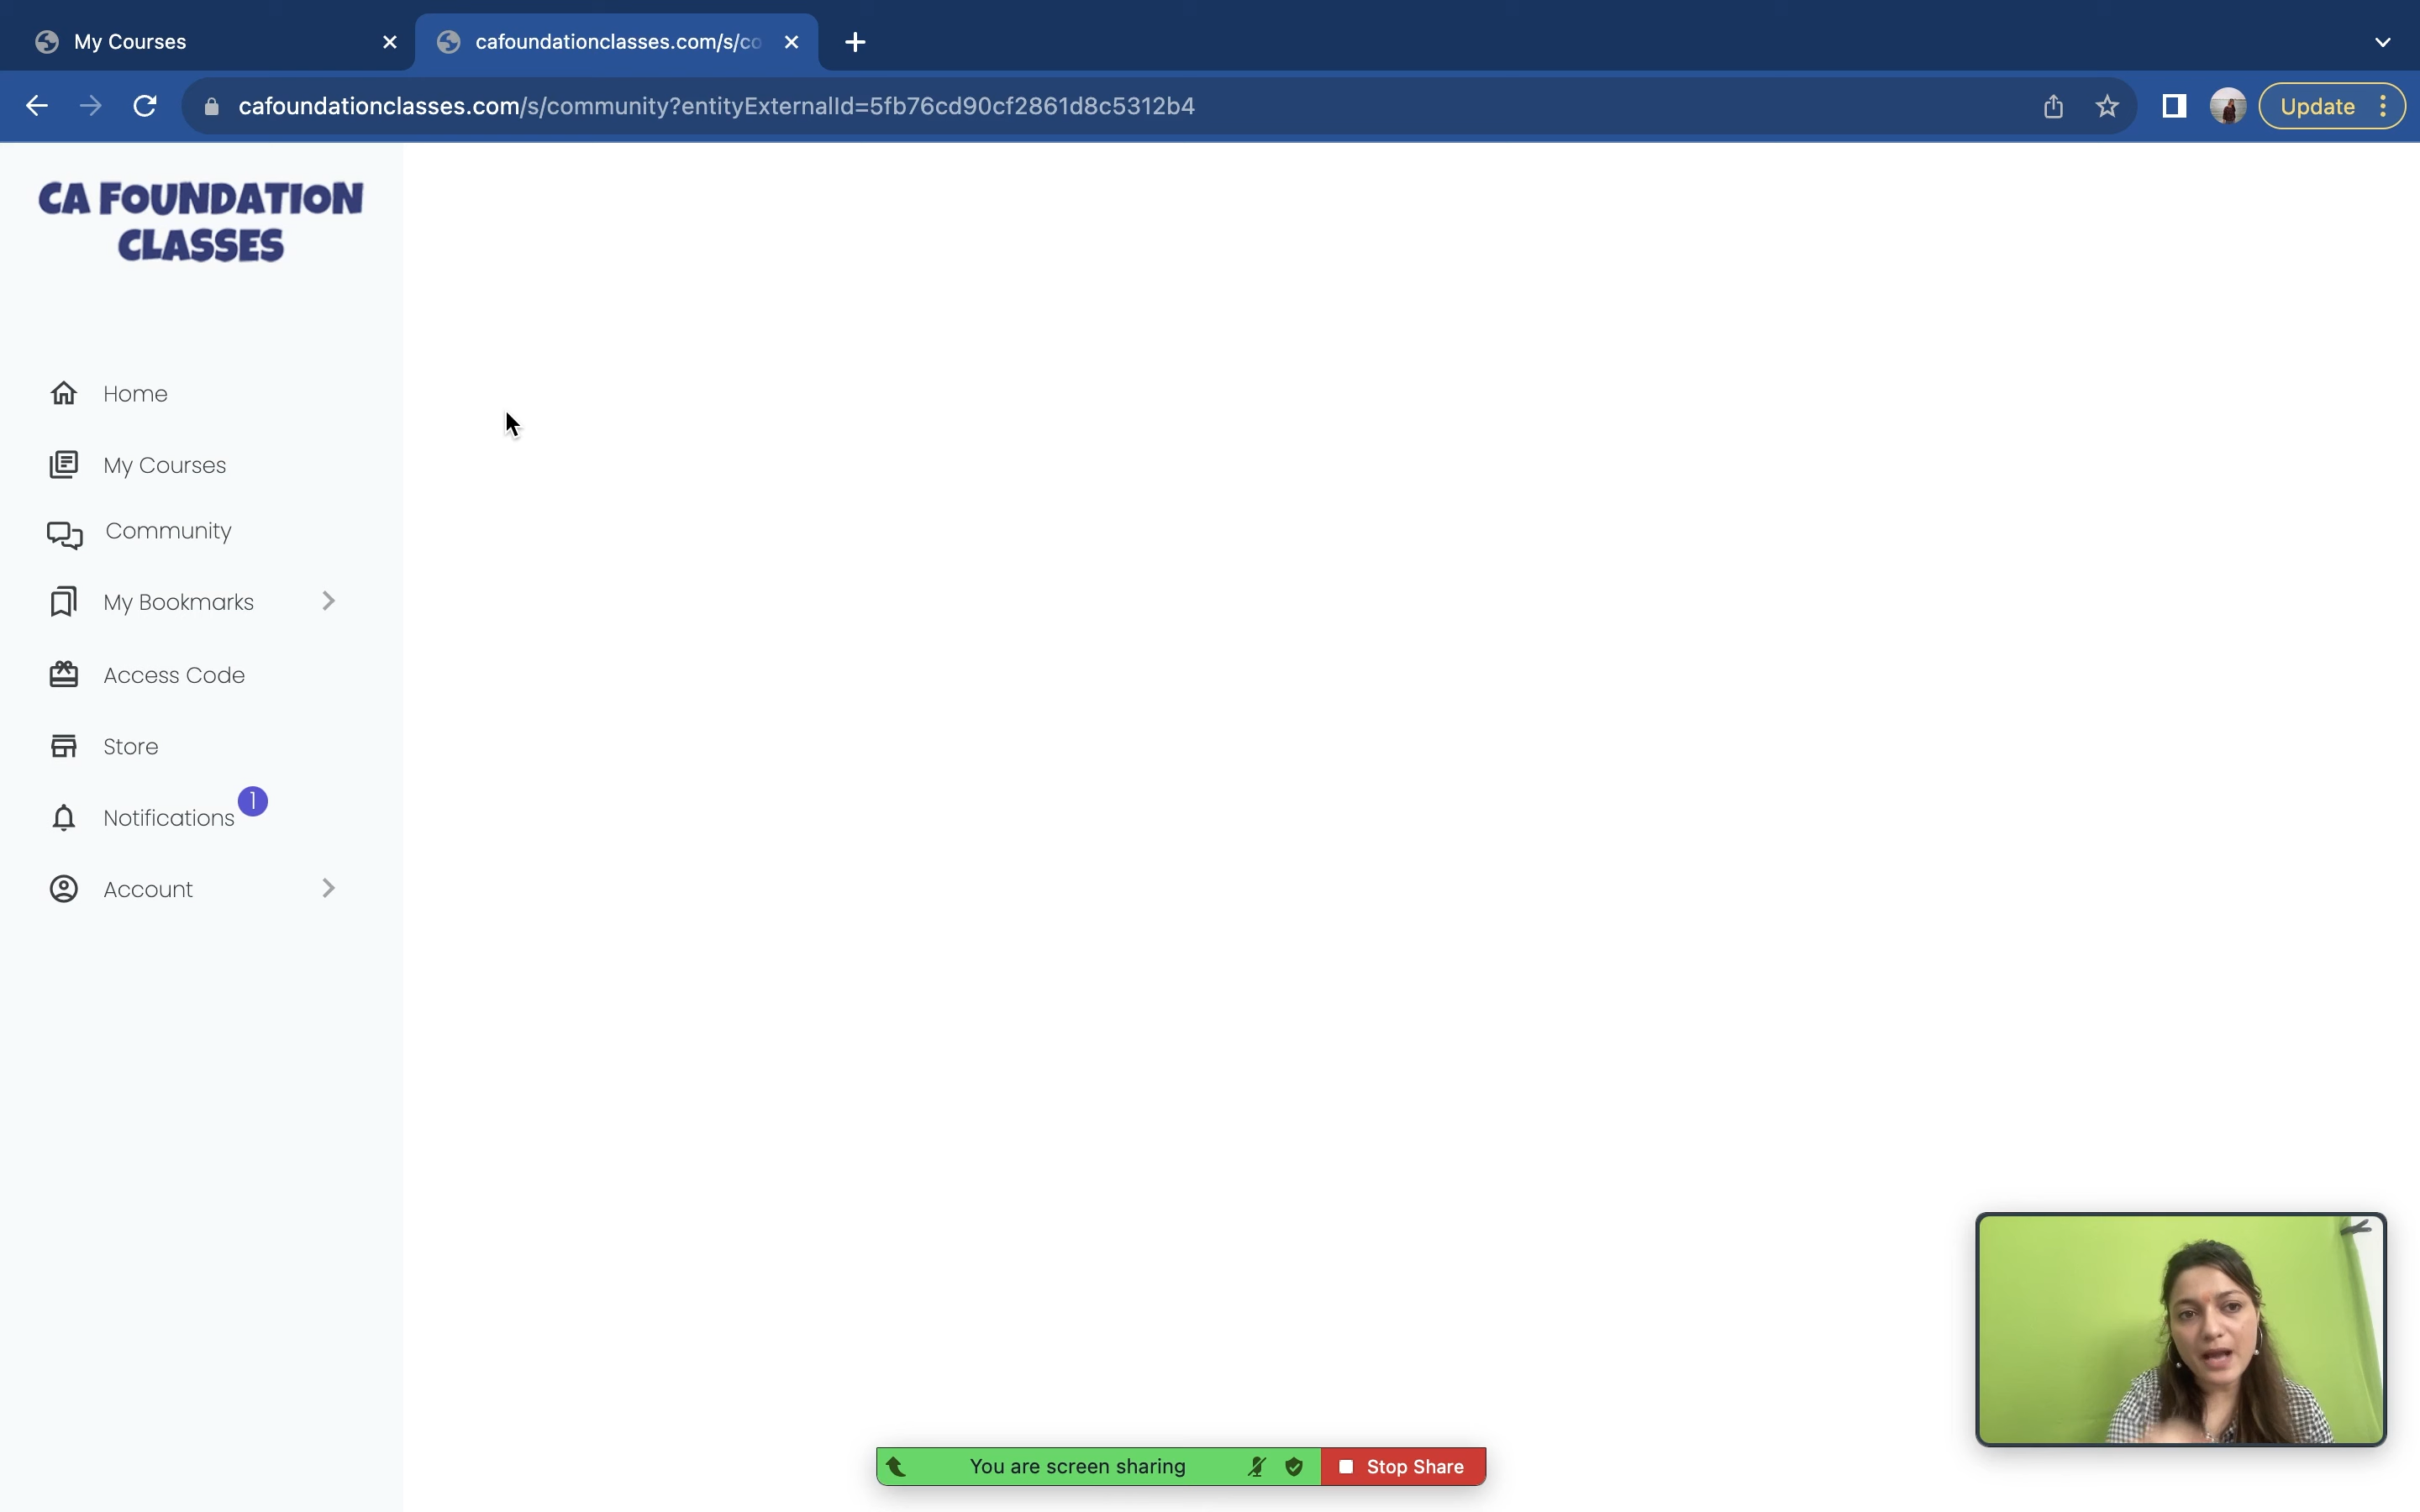 My Courses
cafoundationclasses.com/s/co
cafoundationclasses.com/s/community?entityExternalId=5fb76cd90cf2861d8c5312b4
Update
CA FOUNDATION
CLASSES
Home
My Courses
Community
My Bookmarks
Access Code
Store
Notifications
1
Account
You are screen sharing
Stop Share